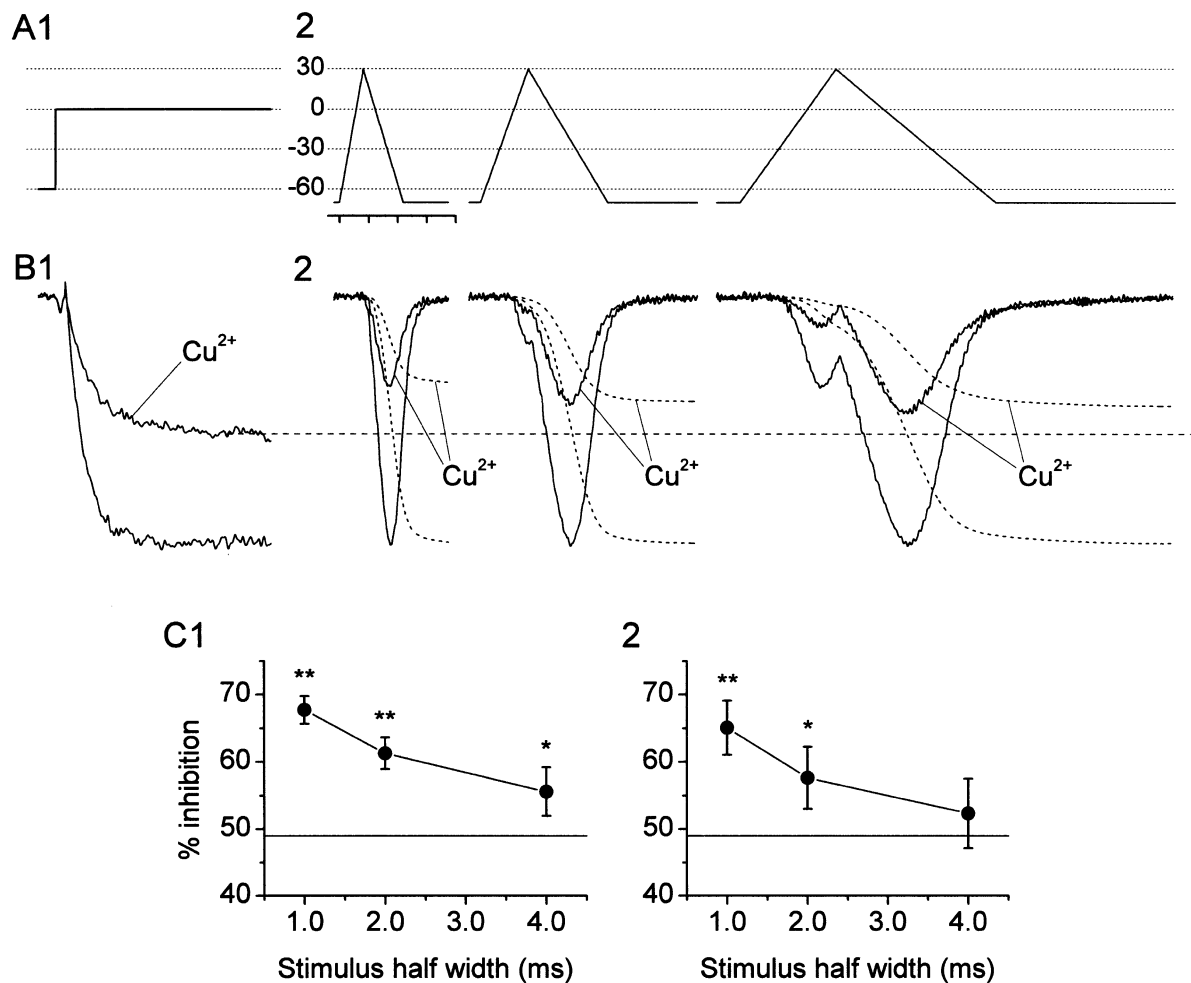 A1
2
30
0
-30
-60
B1
2
Cu2+
Cu2+
Cu2+
Cu2+
C1
2
% inhibition
70
60
50
40
1.0 2.0 3.0 4.0
Stimulus half width (ms)
** ** *
70
60
50
40
1.0 2.0 3.0 4.0
Stimulus half width (ms)
** *